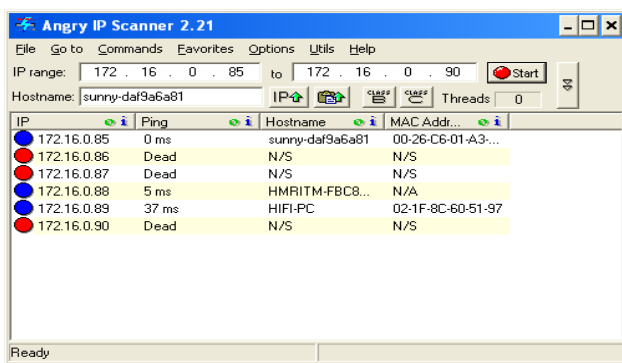 Angry IP Scanner 2.21
File Go to Commands Favorites Options Utils Help
IP range: 172 . 16 . 0 . 85 to 172 . 16 . 0 . 90 Start
Hostname: sunny-daf9a6a81 IP CLASS CLASS Threads 0
IP Ping Hostname MAC Addr...
172.16.0.85 0 ms sunny-daf9a6a81 00-26-C6-01-A3-...
172.16.0.86 Dead N/S N/S
172.16.0.87 Dead N/S N/S
172.16.0.88 5 ms HMRITM-FBC8... N/A
172.16.0.89 37 ms HIFI-PC 02-1F-8C-60-51-97
172.16.0.90 Dead N/S N/S
Ready